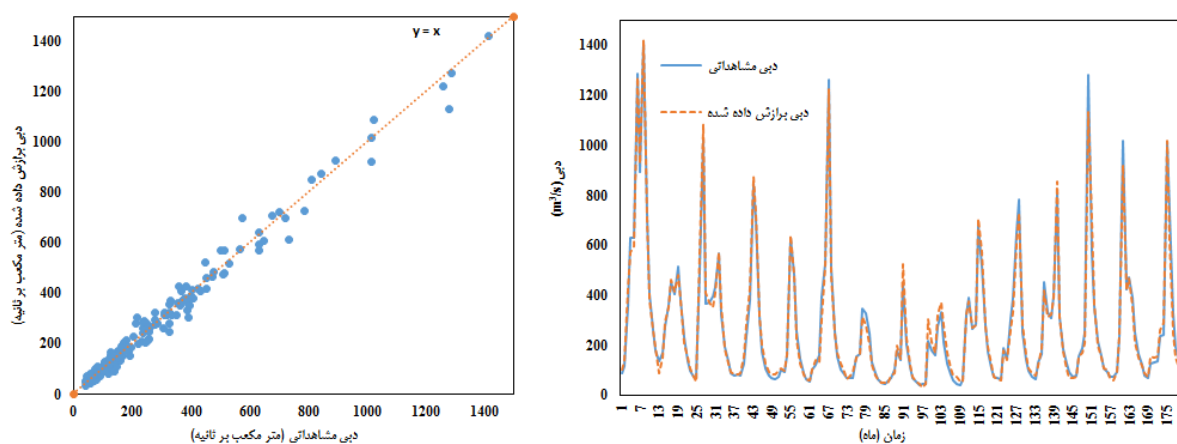 y = x
1400
1200
1000
800
600
400
200
0
0 200 400 600 800 1000 1200 1400
دبی برازش داده شده (متر مکعب بر ثانیه)
دبی مشاهداتی (متر مکعب بر ثانیه)
دبی مشاهداتی
دبی برازش داده شده
1400
1200
1000
800
600
400
200
0
دبی (m³/s)
1 7 13 19 25 31 37 43 49 55 61 67 73 79 85 91 97 103 109 115 121 127 133 139 145 151 157 163 169 175
زمان (ماه)